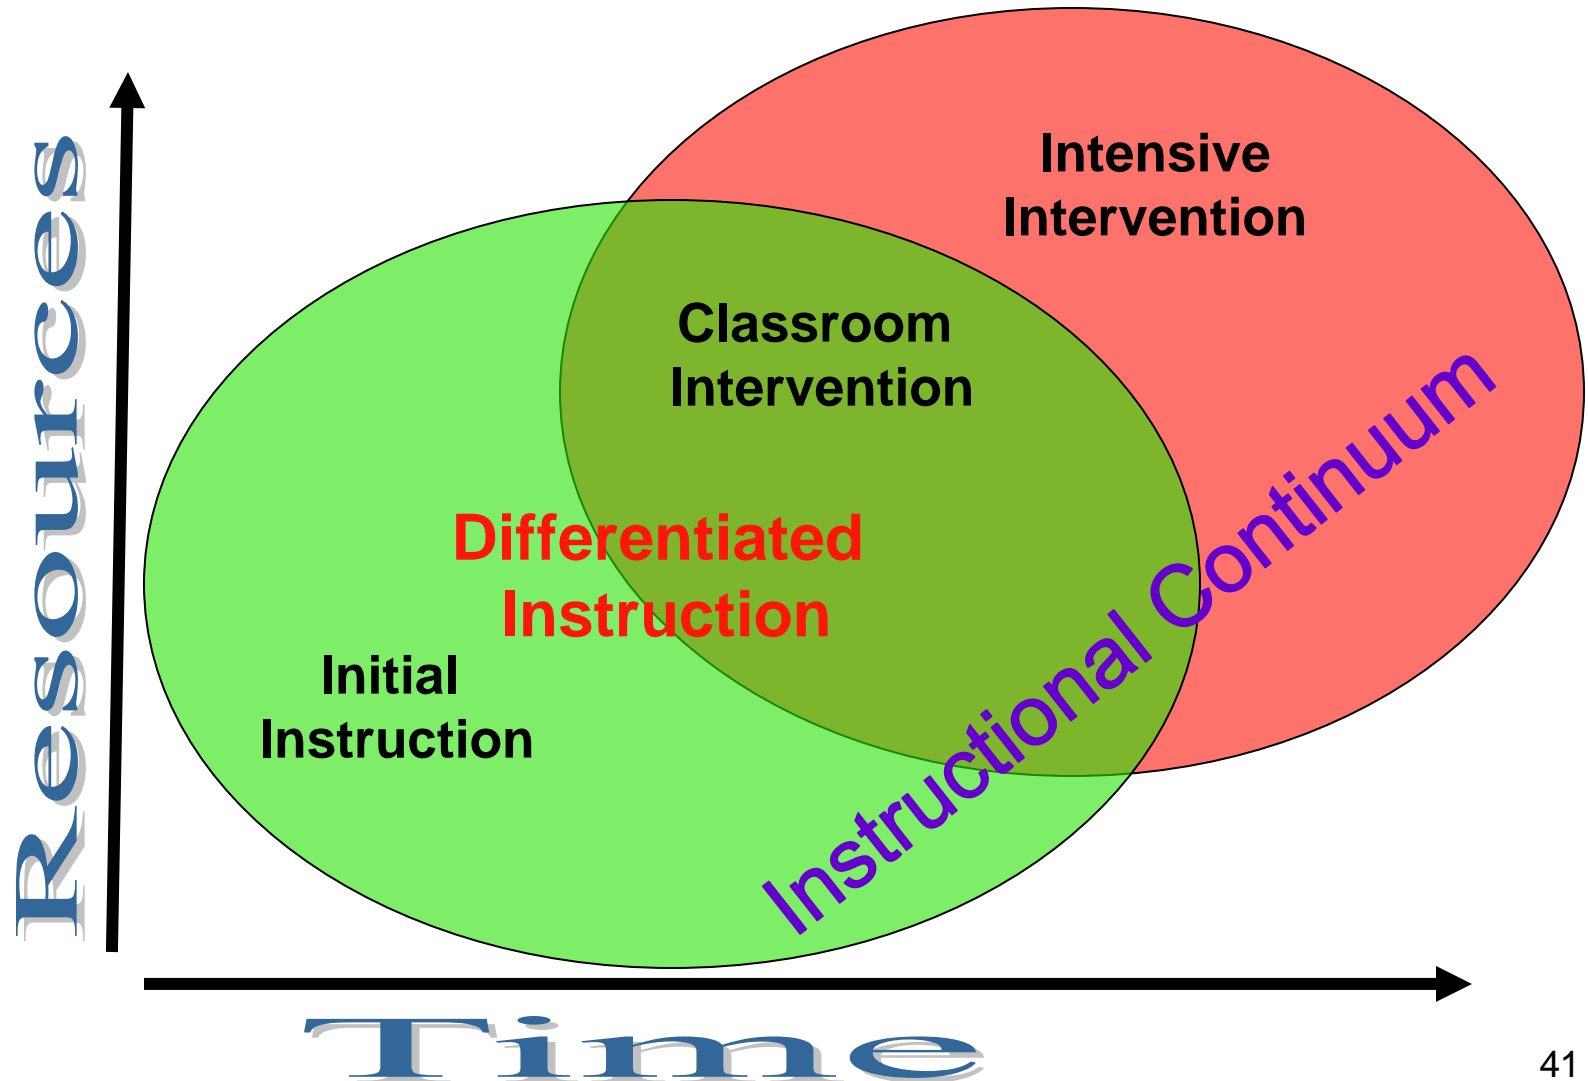 Resources
Intensive
Intervention
Classroom
Intervention
Differentiated
Instruction
Initial
Instruction
Instructional Continuum
Time
41